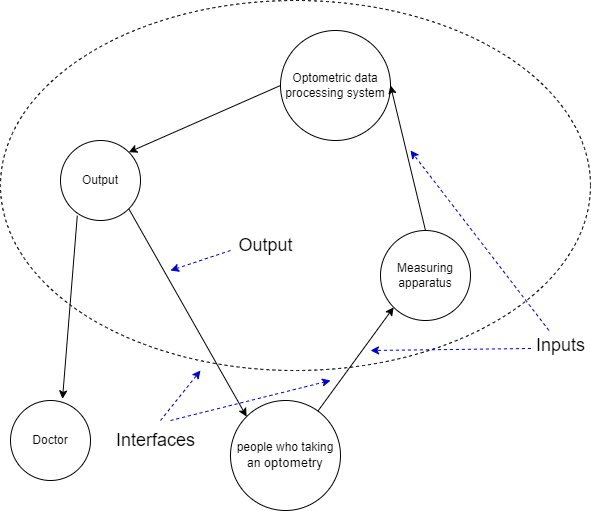 Optometric data
processing system
Output
Output
Measuring
apparatus
Inputs
Doctor
Interfaces
people who taking
an optometry